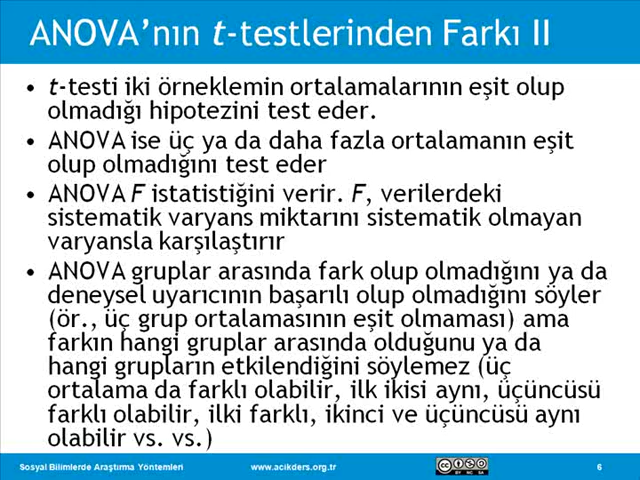 ANOVA'nın t-testlerinden Farkı II
• t-testi iki örneklemin ortalamalarının eşit olup
olmadığı hipotezini test eder.
• ANOVA ise üç ya da daha fazla ortalamanın eşit
olup olmadığını test eder
• ANOVA F istatistiğini verir. F, verilerdeki
sistematik varyans miktarını sistematik olmayan
varyansla karşılaştırır
• ANOVA gruplar arasında fark olup olmadığını ya da
deneysel uyarıcının başarılı olup olmadığını söyler
(ör., üç grup ortalamasının eşit olmaması) ama
farkın hangi gruplar arasında olduğunu ya da
hangi grupların etkilendiğini söylemez (üç
ortalama da farklı olabilir, ilk ikisi aynı, üçüncüsü
farklı olabilir, ilki farklı, ikinci ve üçüncüsü aynı
olabilir vs. vs.)
Sosyal Bilimlerde Araştırma Yöntemleri www.acikders.org.tr cc BY NC SA 6